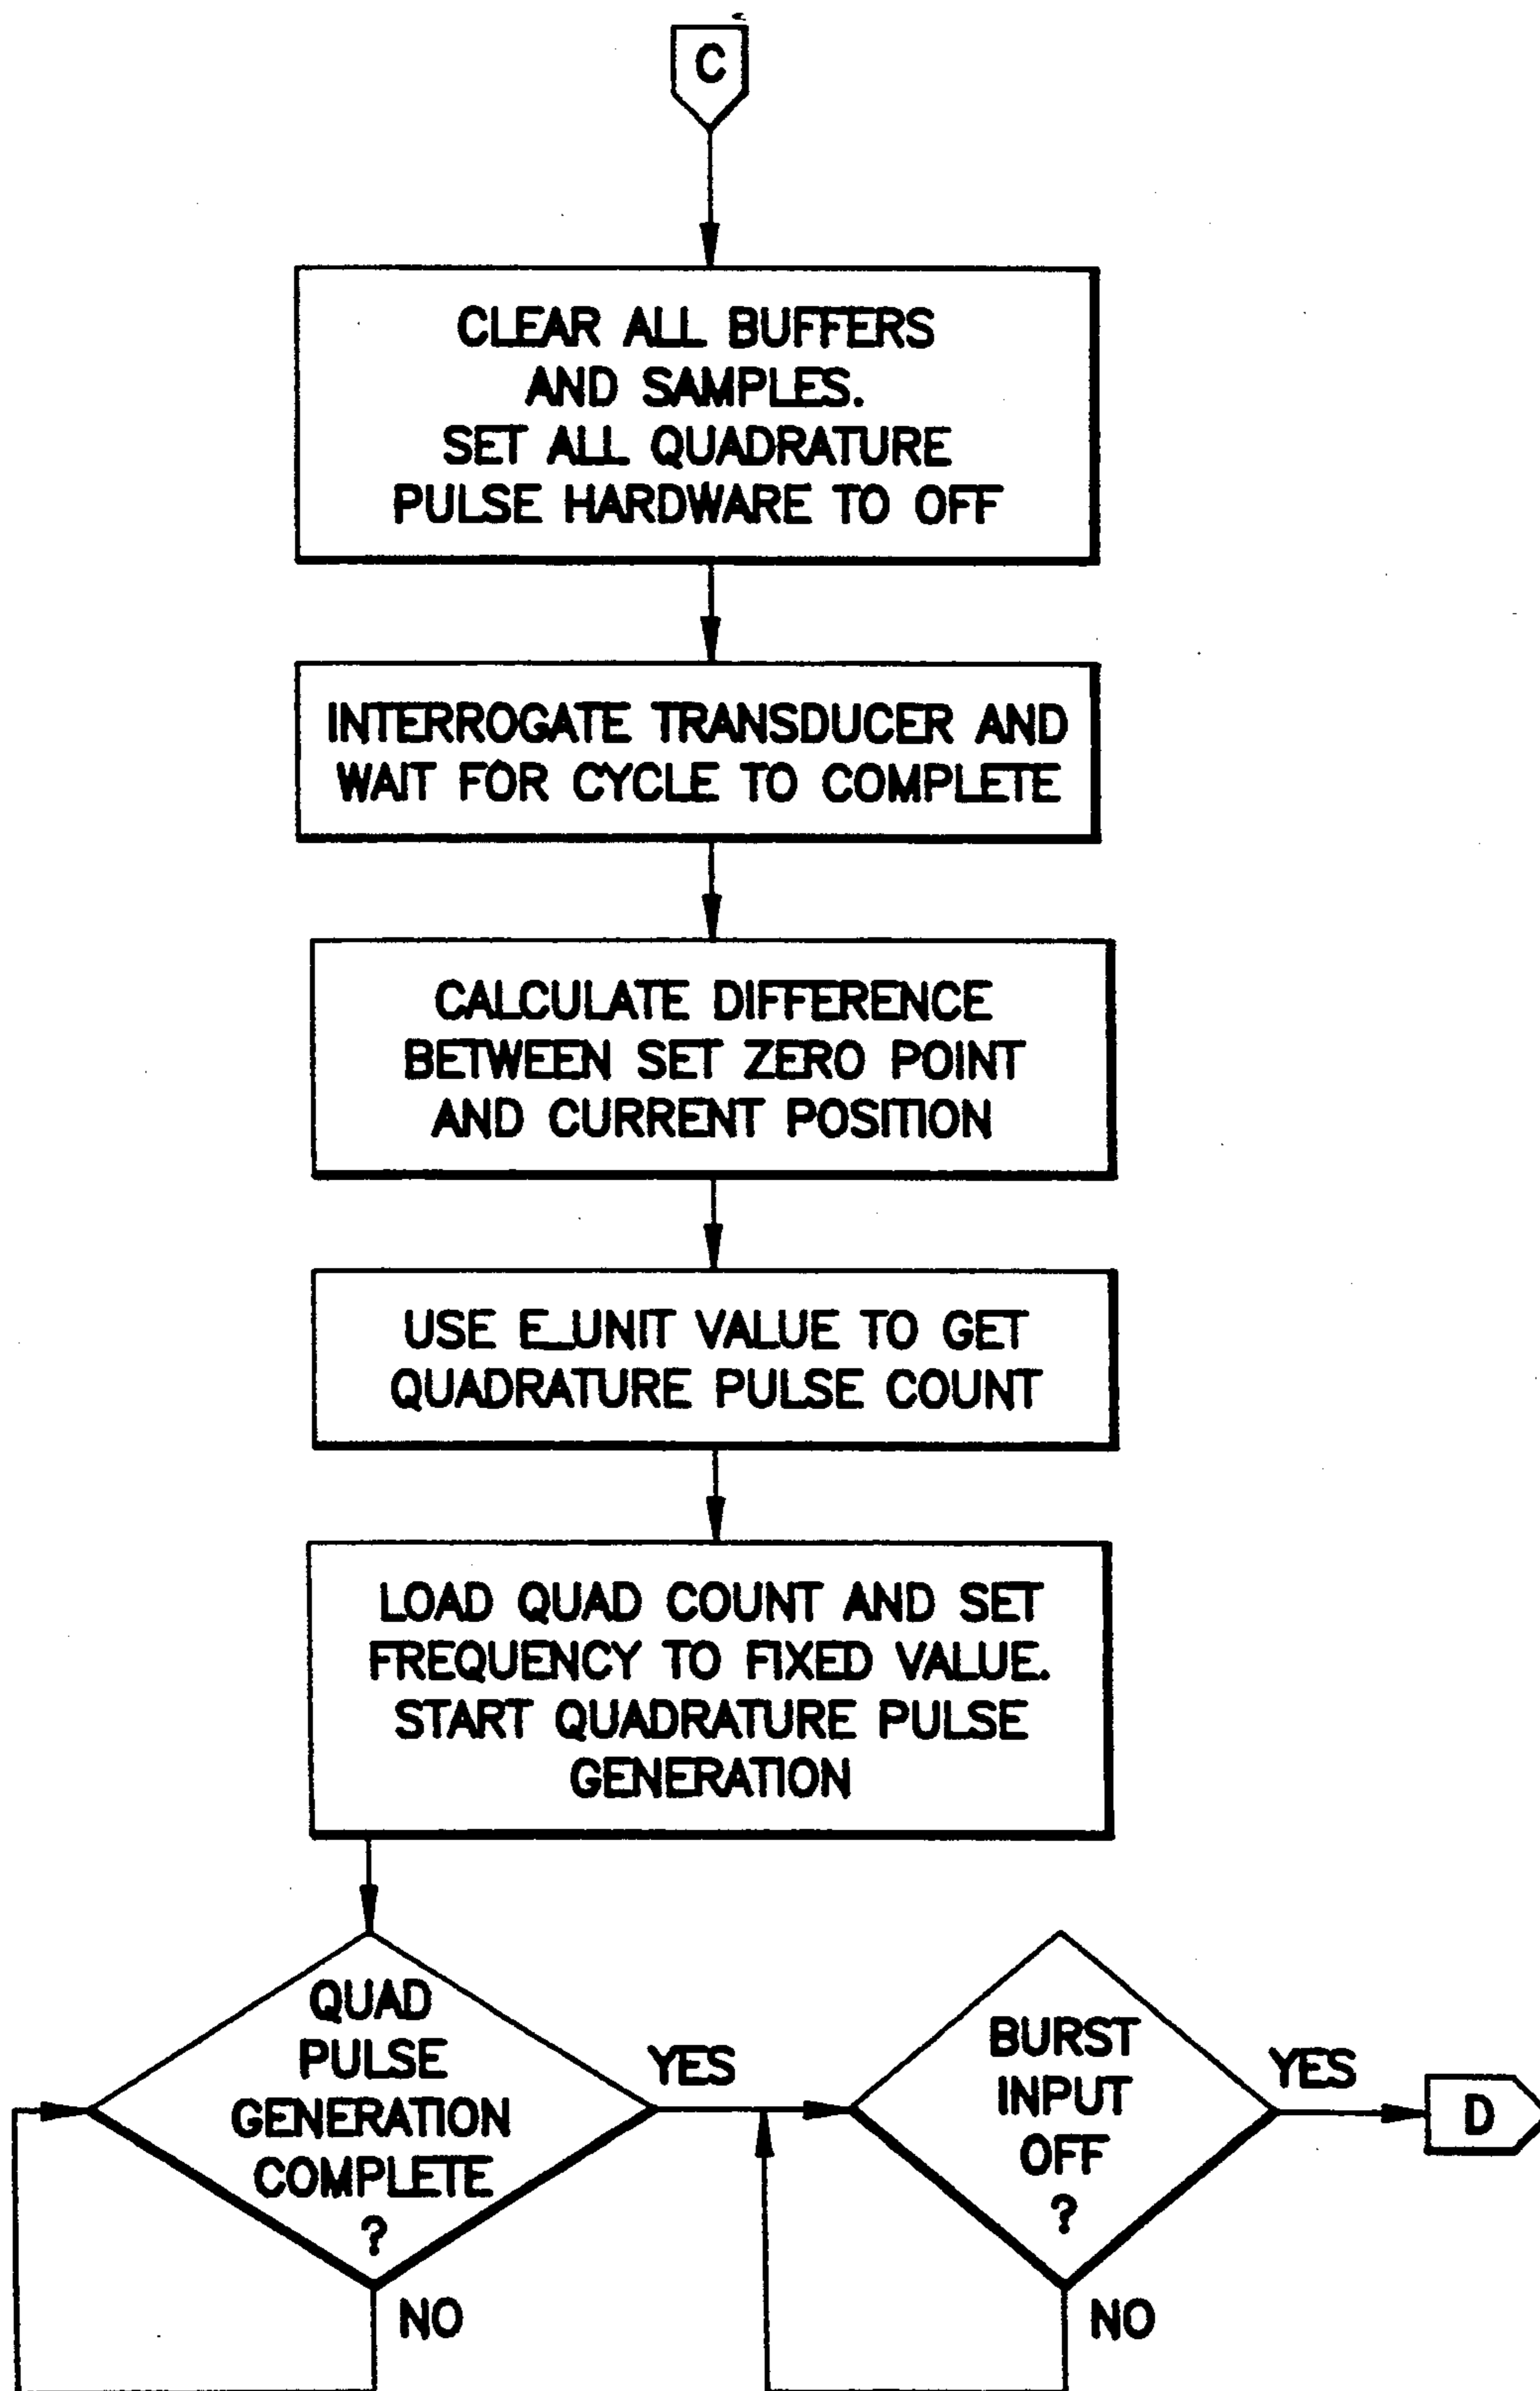 C
CLEAR ALL BUFFERS
AND SAMPLES.
SET ALL QUADRATURE
PULSE HARDWARE TO OFF
INTERROGATE TRANSDUCER AND
WAIT FOR CYCLE TO COMPLETE
CALCULATE DIFFERENCE
BETWEEN SET ZERO POINT
AND CURRENT POSITION
USE E_UNIT VALUE TO GET
QUADRATURE PULSE COUNT
LOAD QUAD COUNT AND SET
FREQUENCY TO FIXED VALUE.
START QUADRATURE PULSE
GENERATION
QUAD
PULSE
GENERATION
COMPLETE
?
YES
NO
BURST
INPUT
OFF
?
YES
NO
D